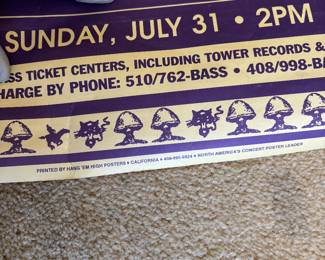 SUNDAY, JULY 31 • 2PM
SS TICKET CENTERS, INCLUDING TOWER RECORDS &
HARGE BY PHONE: 510/762-BASS • 408/998-BA
PRINTED BY HANG 'EM HIGH POSTERS • CALIFORNIA • NORTH AMERICA'S CONCERT POSTER LEADER